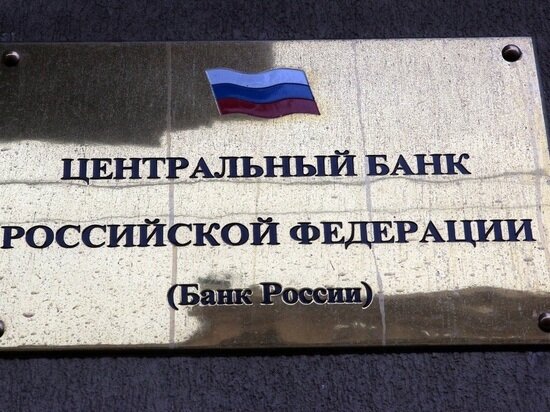 ЦЕНТРАЛЬНЫЙ БАНК
РОССИЙСКОЙ ФЕДЕРАЦИИ
(Банк России)